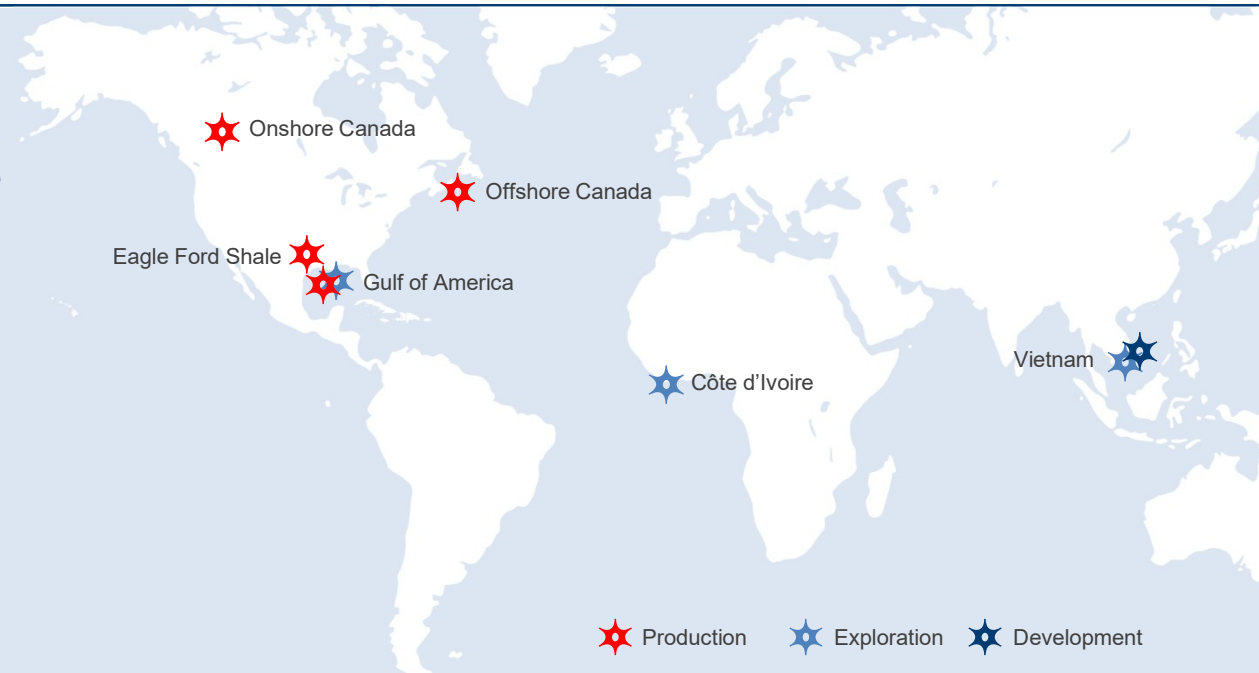 Onshore Canada
Offshore Canada
Eagle Ford Shale
Gulf of America
Vietnam
Côte d’Ivoire
Production
Exploration
Development